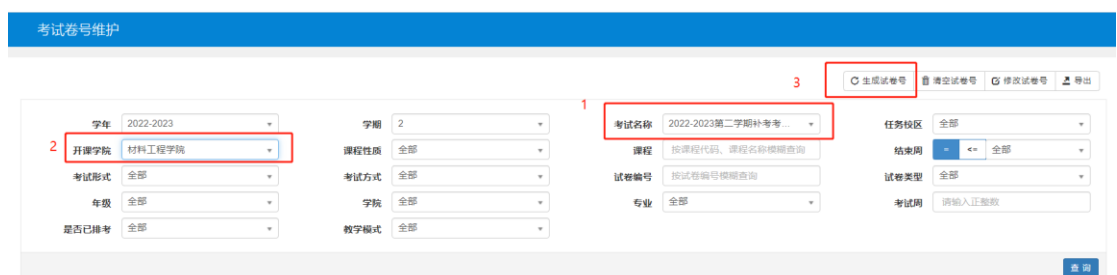 考试卷号维护
3
生成试卷号 清空试卷号 修改试卷号 导出
1
学年 2022-2023 学期 2 考试名称 2022-2023第二学期补考考... 任务校区 全部
2 开课学院 材料工程学院 课程性质 全部 课程 按课程代码、课程名称模糊查询 结束周 = <= 全部
考试形式 全部 考试方式 全部 试卷编号 按试卷编号模糊查询 试卷类型 全部
年级 全部 学院 全部 专业 全部 考试周 请输入正整数
是否已排考 全部 教学模式 全部
查 询